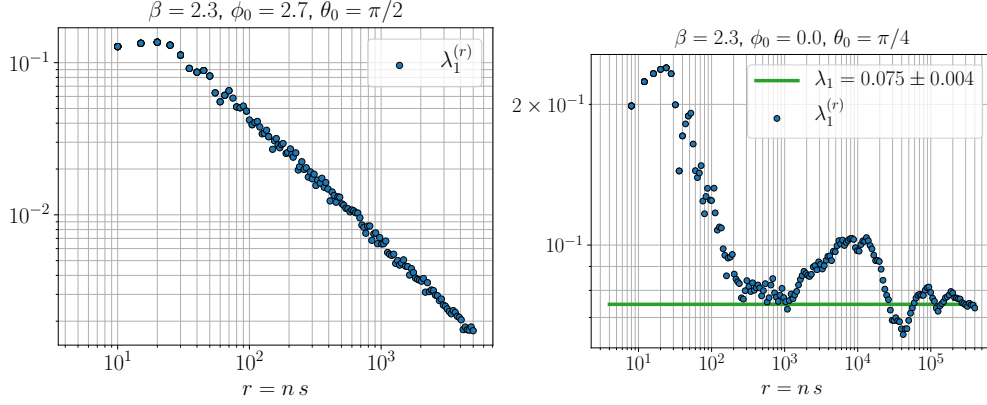 β = 2.3, ϕ₀ = 2.7, θ₀ = π/2
10⁻¹
10⁻²
λ₁⁽ʳ⁾
10¹ 10² 10³
r = n s
β = 2.3, ϕ₀ = 0.0, θ₀ = π/4
2 × 10⁻¹
10⁻¹
λ₁ = 0.075 ± 0.004
λ₁⁽ʳ⁾
10¹ 10² 10³ 10⁴ 10⁵
r = n s